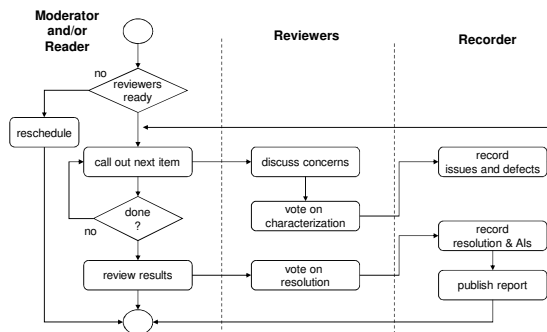 Moderator
and/or
Reader
Reviewers
Recorder
no
reviewers
ready
reschedule
call out next item
discuss concerns
record
issues and defects
vote on
characterization
done
?
no
record
resolution & AIs
review results
vote on
resolution
publish report